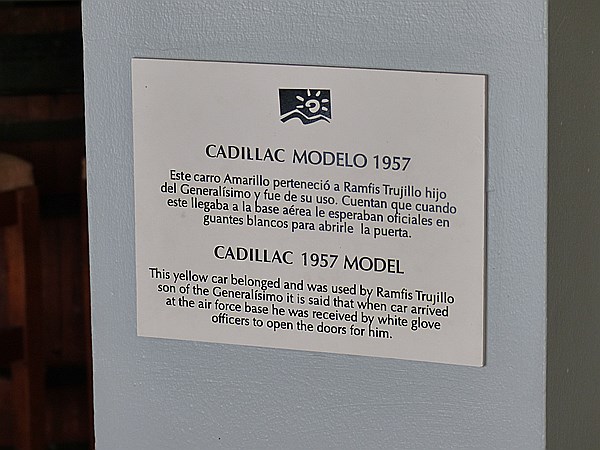 CADILLAC MODELO 1957
Este carro Amarillo perteneció a Ramfis Trujillo hijo
del Generalísimo y fue de su uso. Cuentan que cuando
este llegaba a la base aérea le esperaban oficiales en
guantes blancos para abrirle la puerta.
CADILLAC 1957 MODEL
This yellow car belonged and was used by Ramfis Trujillo
son of the Generalísimo it is said that when car arrived
at the air force base he was received by white glove
officers to open the doors for him.